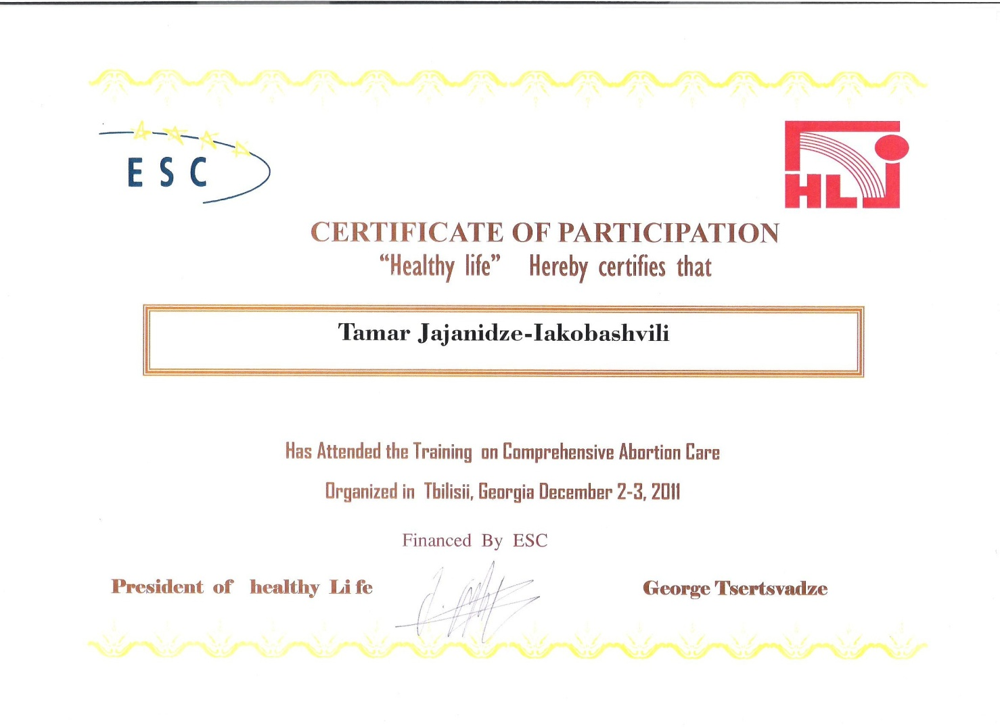 ESC
HL
CERTIFICATE OF PARTICIPATION
“Healthy life” Hereby certifies that
Tamar Jajanidze-Iakobashvili
Has Attended the Training on Comprehensive Abortion Care
Organized in Tbilisii, Georgia December 2-3, 2011
Financed By ESC
President of healthy Li fe
George Tsertsvadze